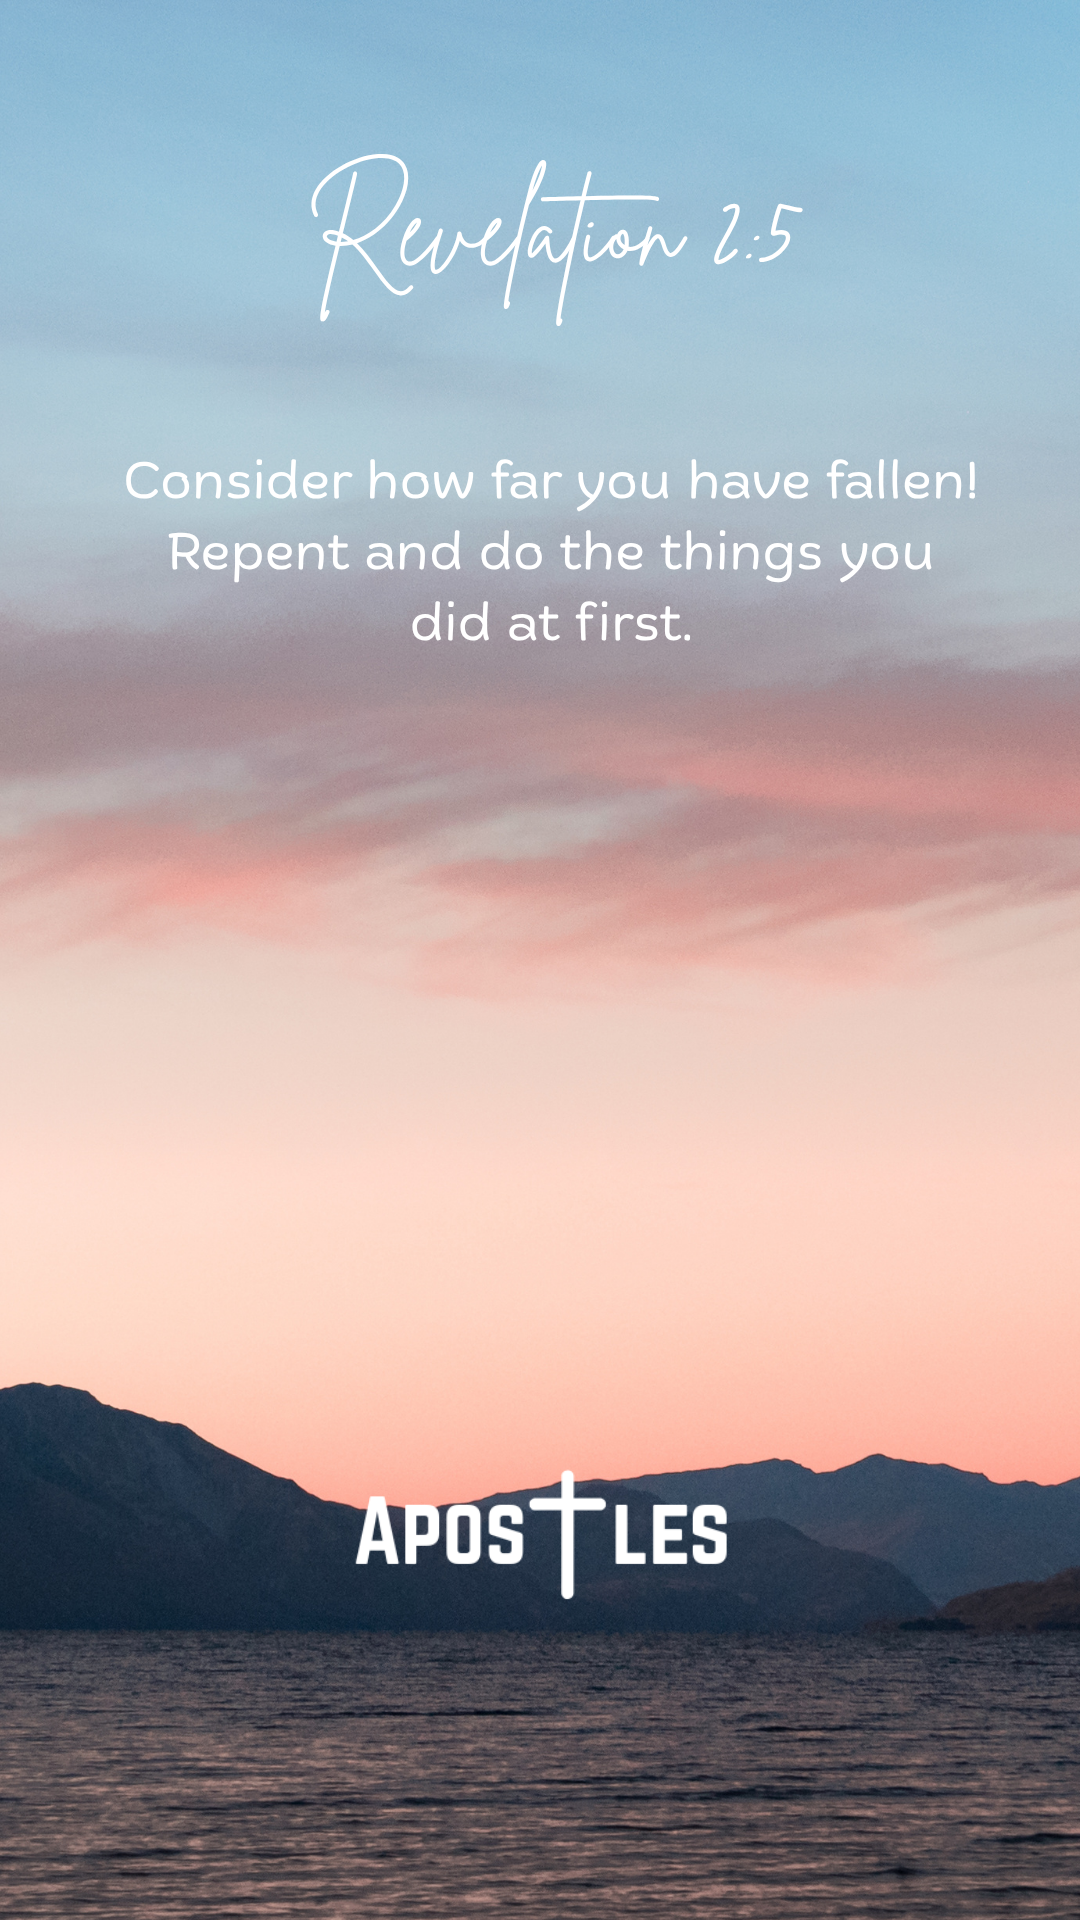 Revelation 2:5
Consider how far you have fallen!
Repent and do the things you
did at first.
APOSTLES